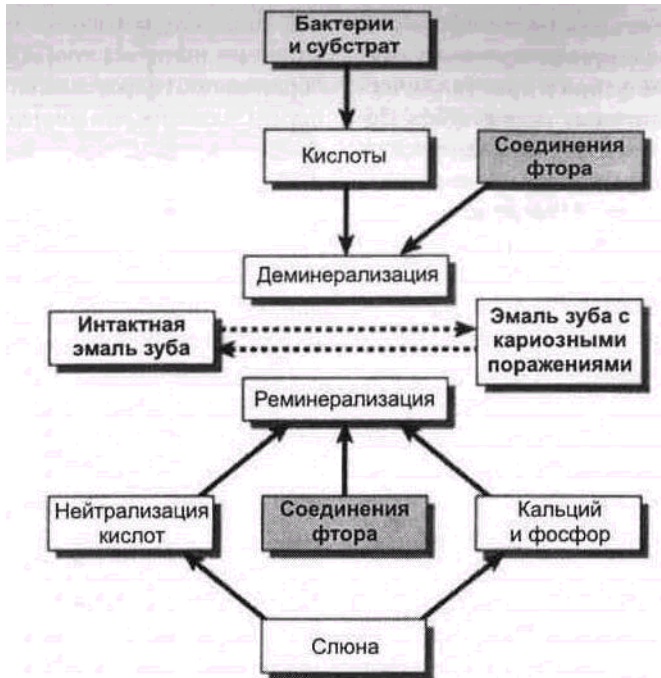 Бактерии
и субстрат
Кислоты
Соединения
фтора
Деминерализация
Интактная
эмаль зуба
Эмаль зуба с
кариозными
поражениями
Реминерализация
Нейтрализация
кислот
Соединения
фтора
Кальций
и фосфор
Слюна